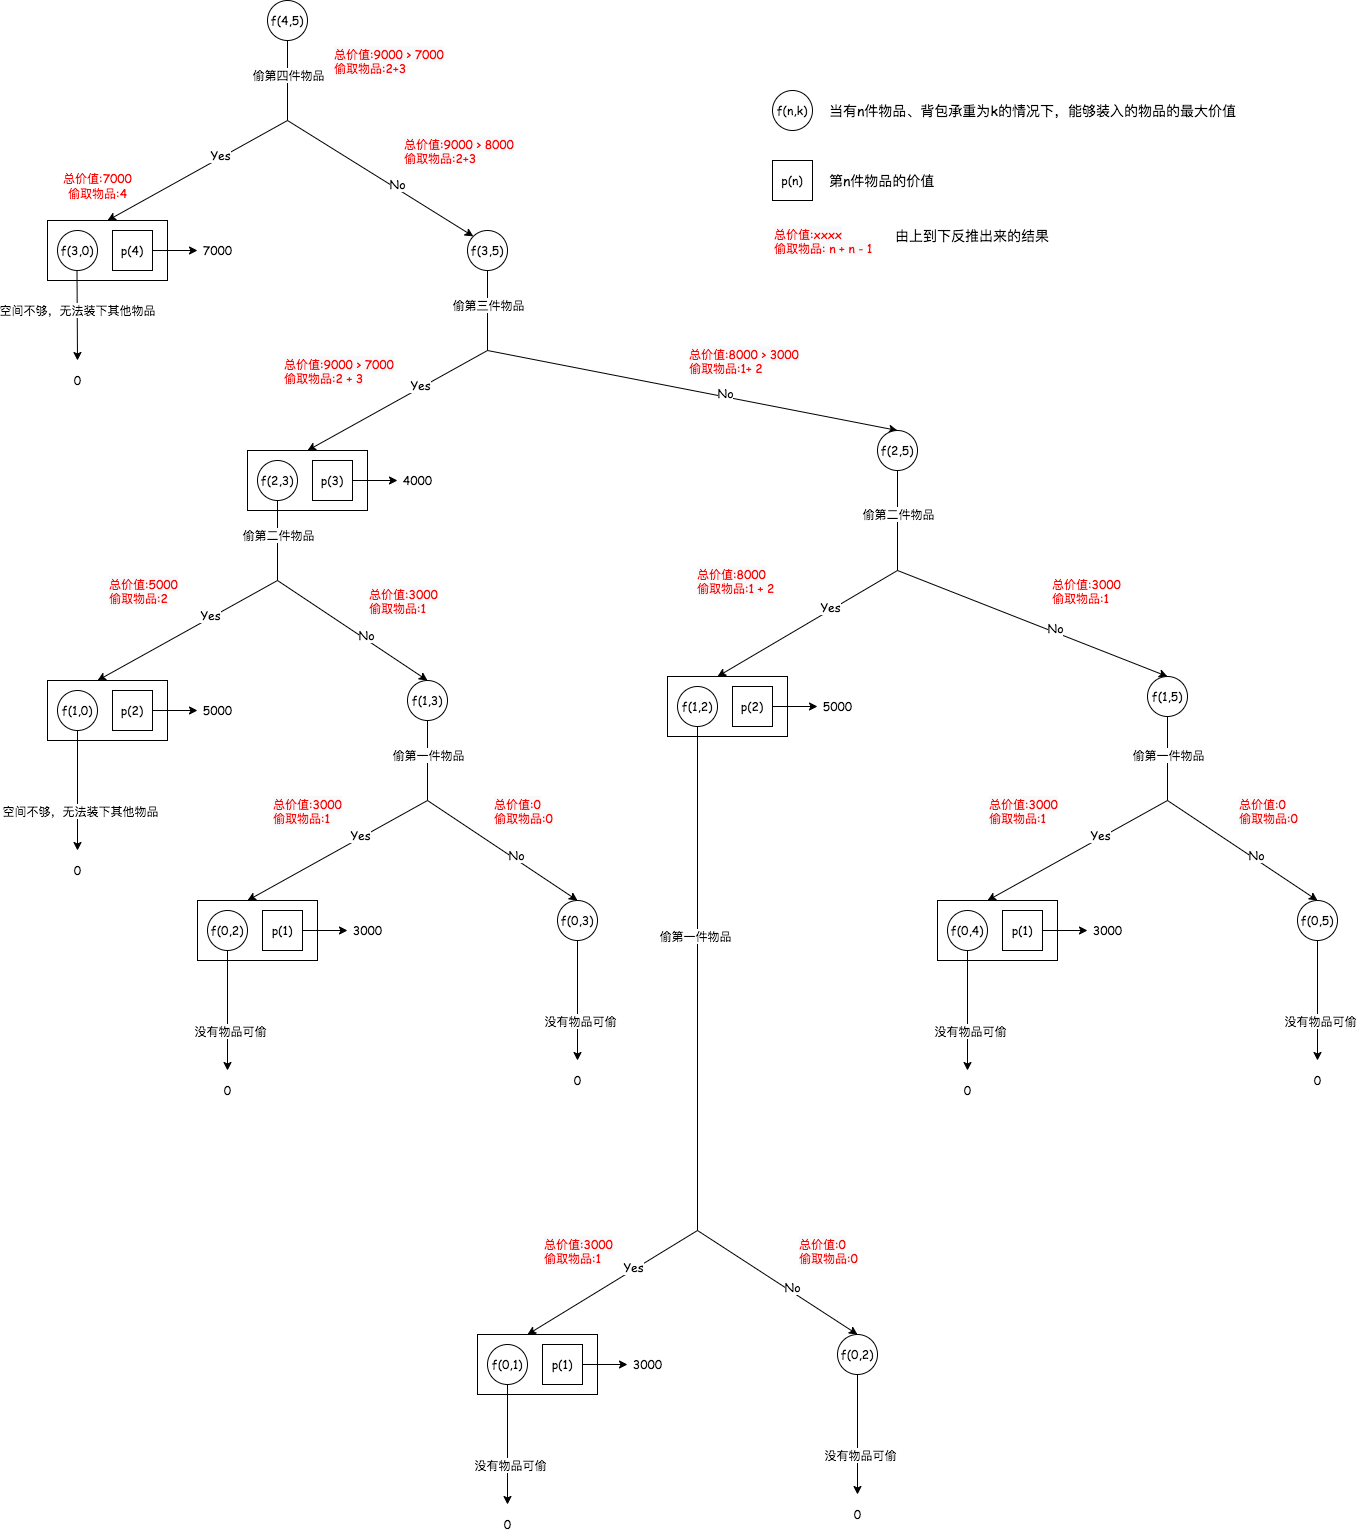 f(4,5)
总价值:9000 > 7000
偷取物品:2+3
偷第四件物品
f(n,k)
当有n件物品、背包承重为k的情况下，能够装入的物品的最大价值
总价值:9000 > 8000
偷取物品:2+3
Yes
No
总价值:7000
偷取物品:4
p(n)
第n件物品的价值
f(3,0)
p(4)
7000
f(3,5)
总价值:xxxx
偷取物品: n + n - 1
由上到下反推出来的结果
空间不够，无法装下其他物品
0
偷第三件物品
总价值:9000 > 7000
偷取物品:2 + 3
Yes
总价值:8000 > 3000
偷取物品:1+ 2
No
f(2,3)
p(3)
4000
f(2,5)
偷第二件物品
偷第二件物品
总价值:5000
偷取物品:2
Yes
总价值:3000
偷取物品:1
No
总价值:8000
偷取物品:1 + 2
Yes
总价值:3000
偷取物品:1
No
f(1,0)
p(2)
5000
f(1,3)
f(1,2)
p(2)
5000
f(1,5)
偷第一件物品
偷第一件物品
空间不够，无法装下其他物品
0
总价值:3000
偷取物品:1
Yes
总价值:0
偷取物品:0
No
总价值:3000
偷取物品:1
Yes
总价值:0
偷取物品:0
No
f(0,2)
p(1)
3000
f(0,3)
偷第一件物品
f(0,4)
p(1)
3000
f(0,5)
没有物品可偷
没有物品可偷
没有物品可偷
没有物品可偷
0
0
0
0
总价值:3000
偷取物品:1
Yes
总价值:0
偷取物品:0
No
f(0,1)
p(1)
3000
f(0,2)
没有物品可偷
没有物品可偷
0
0